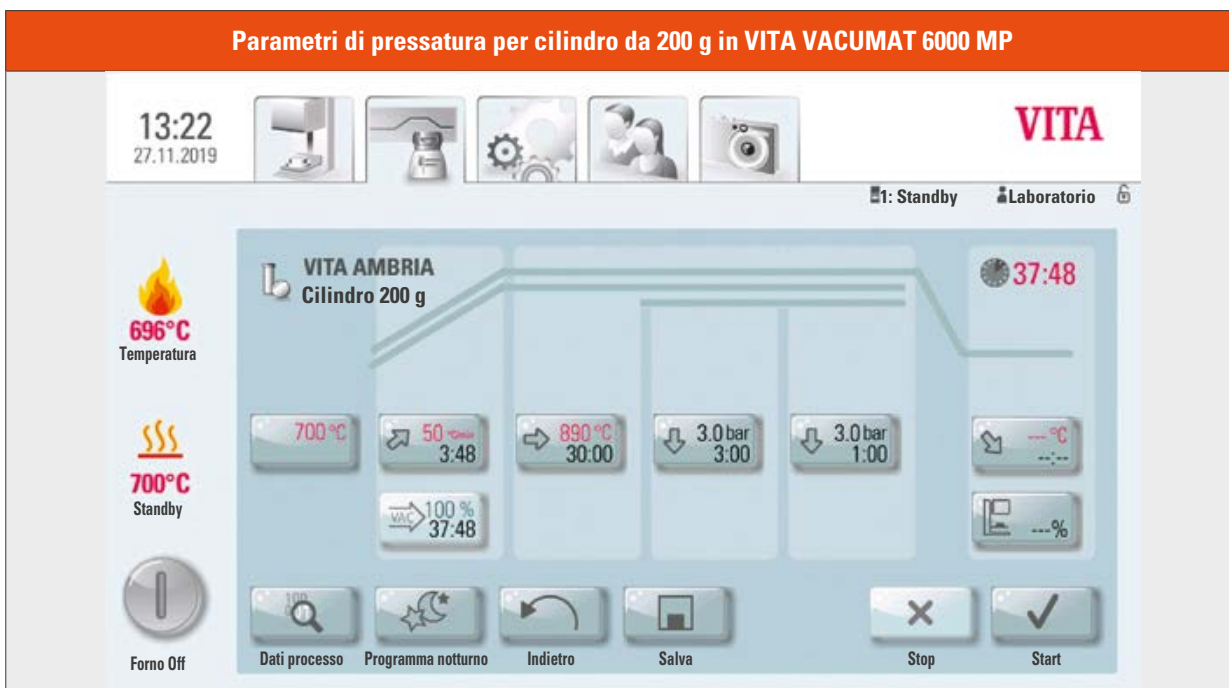 Parametri di pressatura per cilindro da 200 g in VITA VACUMAT 6000 MP
13:22
27.11.2019
VITA
1: Standby
Laboratorio
VITA AMBRIA
Cilindro 200 g
37:48
696°C
Temperatura
700°C
50 °C/min
3:48
890 °C
30:00
3.0 bar
3:00
3.0 bar
1:00
--- °C
--:--
700°C
Standby
VAC
100 %
37:48
---%
Forno Off
Dati processo
Programma notturno
Indietro
Salva
Stop
Start